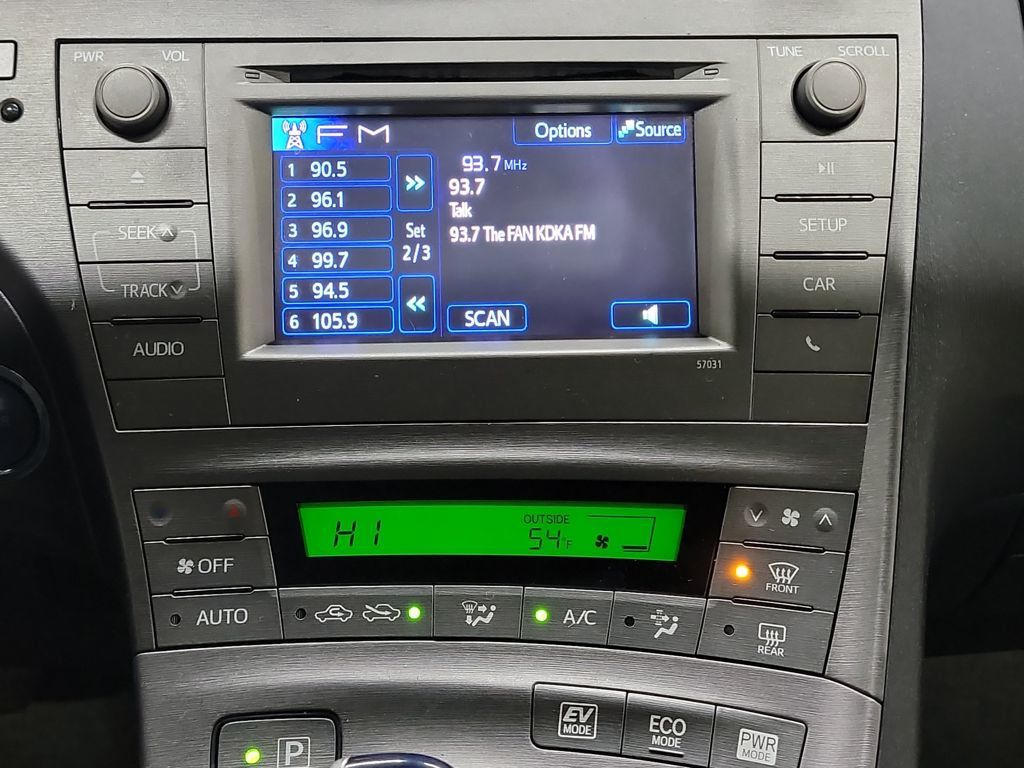 PWR VOL
TUNE SCROLL
FM
Options
Source
1 90.5
2 96.1
3 96.9
4 99.7
5 94.5
6 105.9
Set
2/3
93.7 MHz
93.7
Talk
93.7 The FAN KDKA FM
SCAN
SEEK
TRACK
AUDIO
SETUP
CAR
57031
HI
OUTSIDE
54°F
OFF
AUTO
A/C
FRONT
REAR
P
EV
MODE
ECO
MODE
PWR
MODE